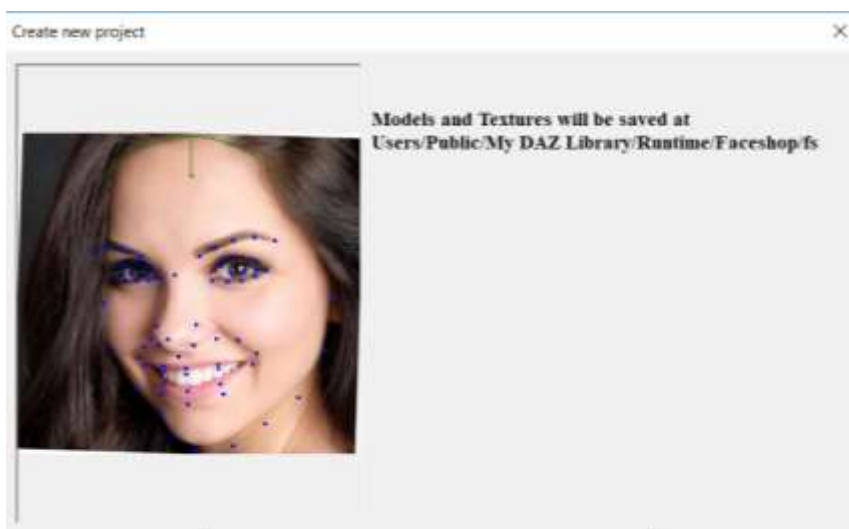 Create new project
Models and Textures will be saved at
Users/Public/My DAZ Library/Runtime/Faceshop/fs